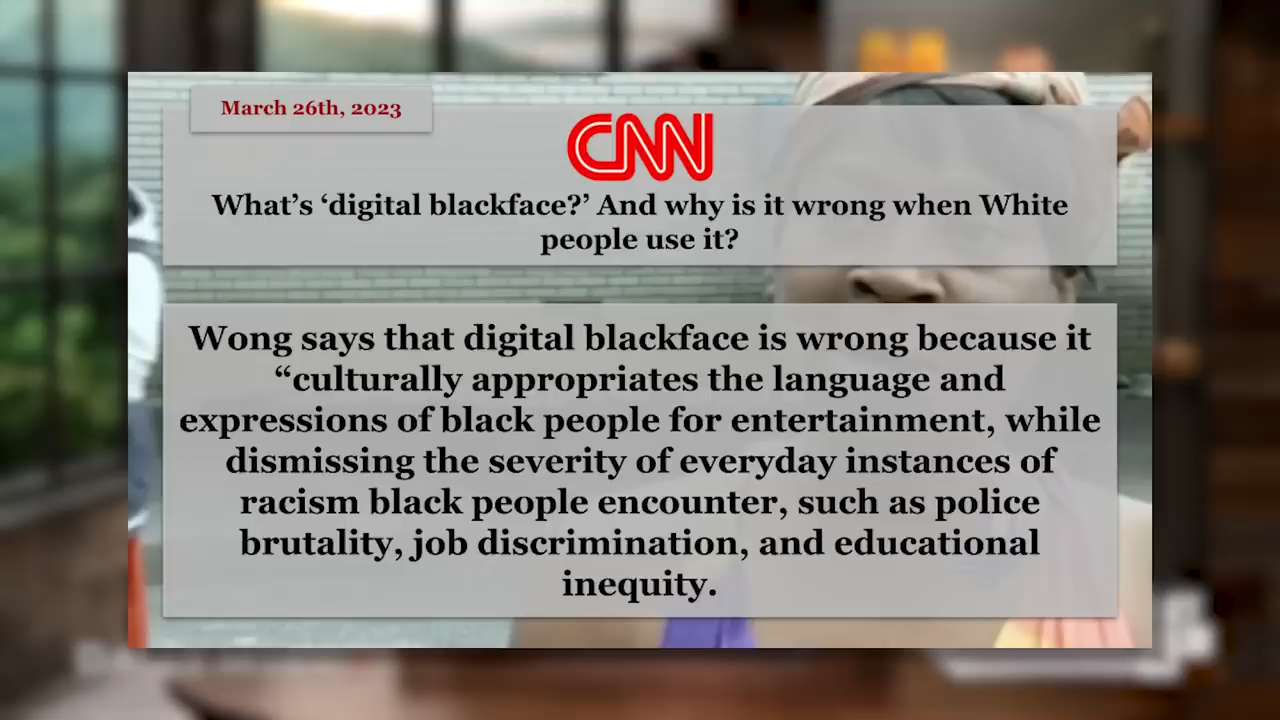 March 26th, 2023
CNN
What’s ‘digital blackface?’ And why is it wrong when White
people use it?
Wong says that digital blackface is wrong because it
“culturally appropriates the language and
expressions of black people for entertainment, while
dismissing the severity of everyday instances of
racism black people encounter, such as police
brutality, job discrimination, and educational
inequity.